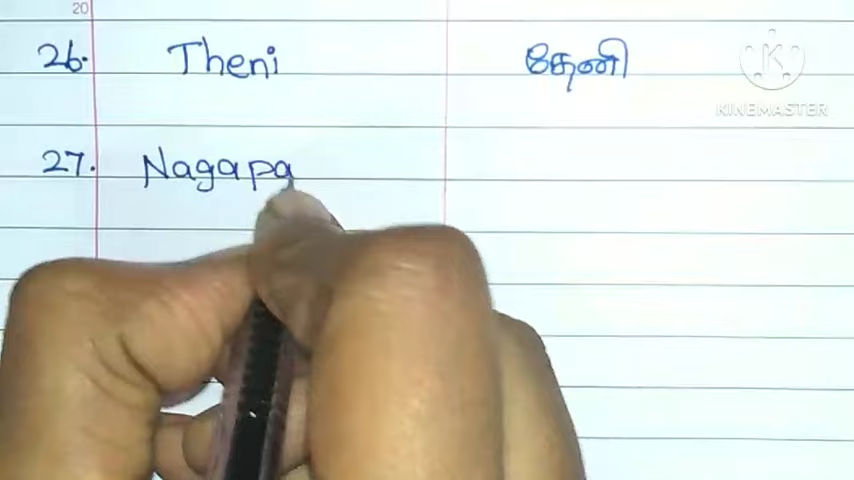 20
26. Theni தேனி
K
KINEMASTER
27. Nagapa